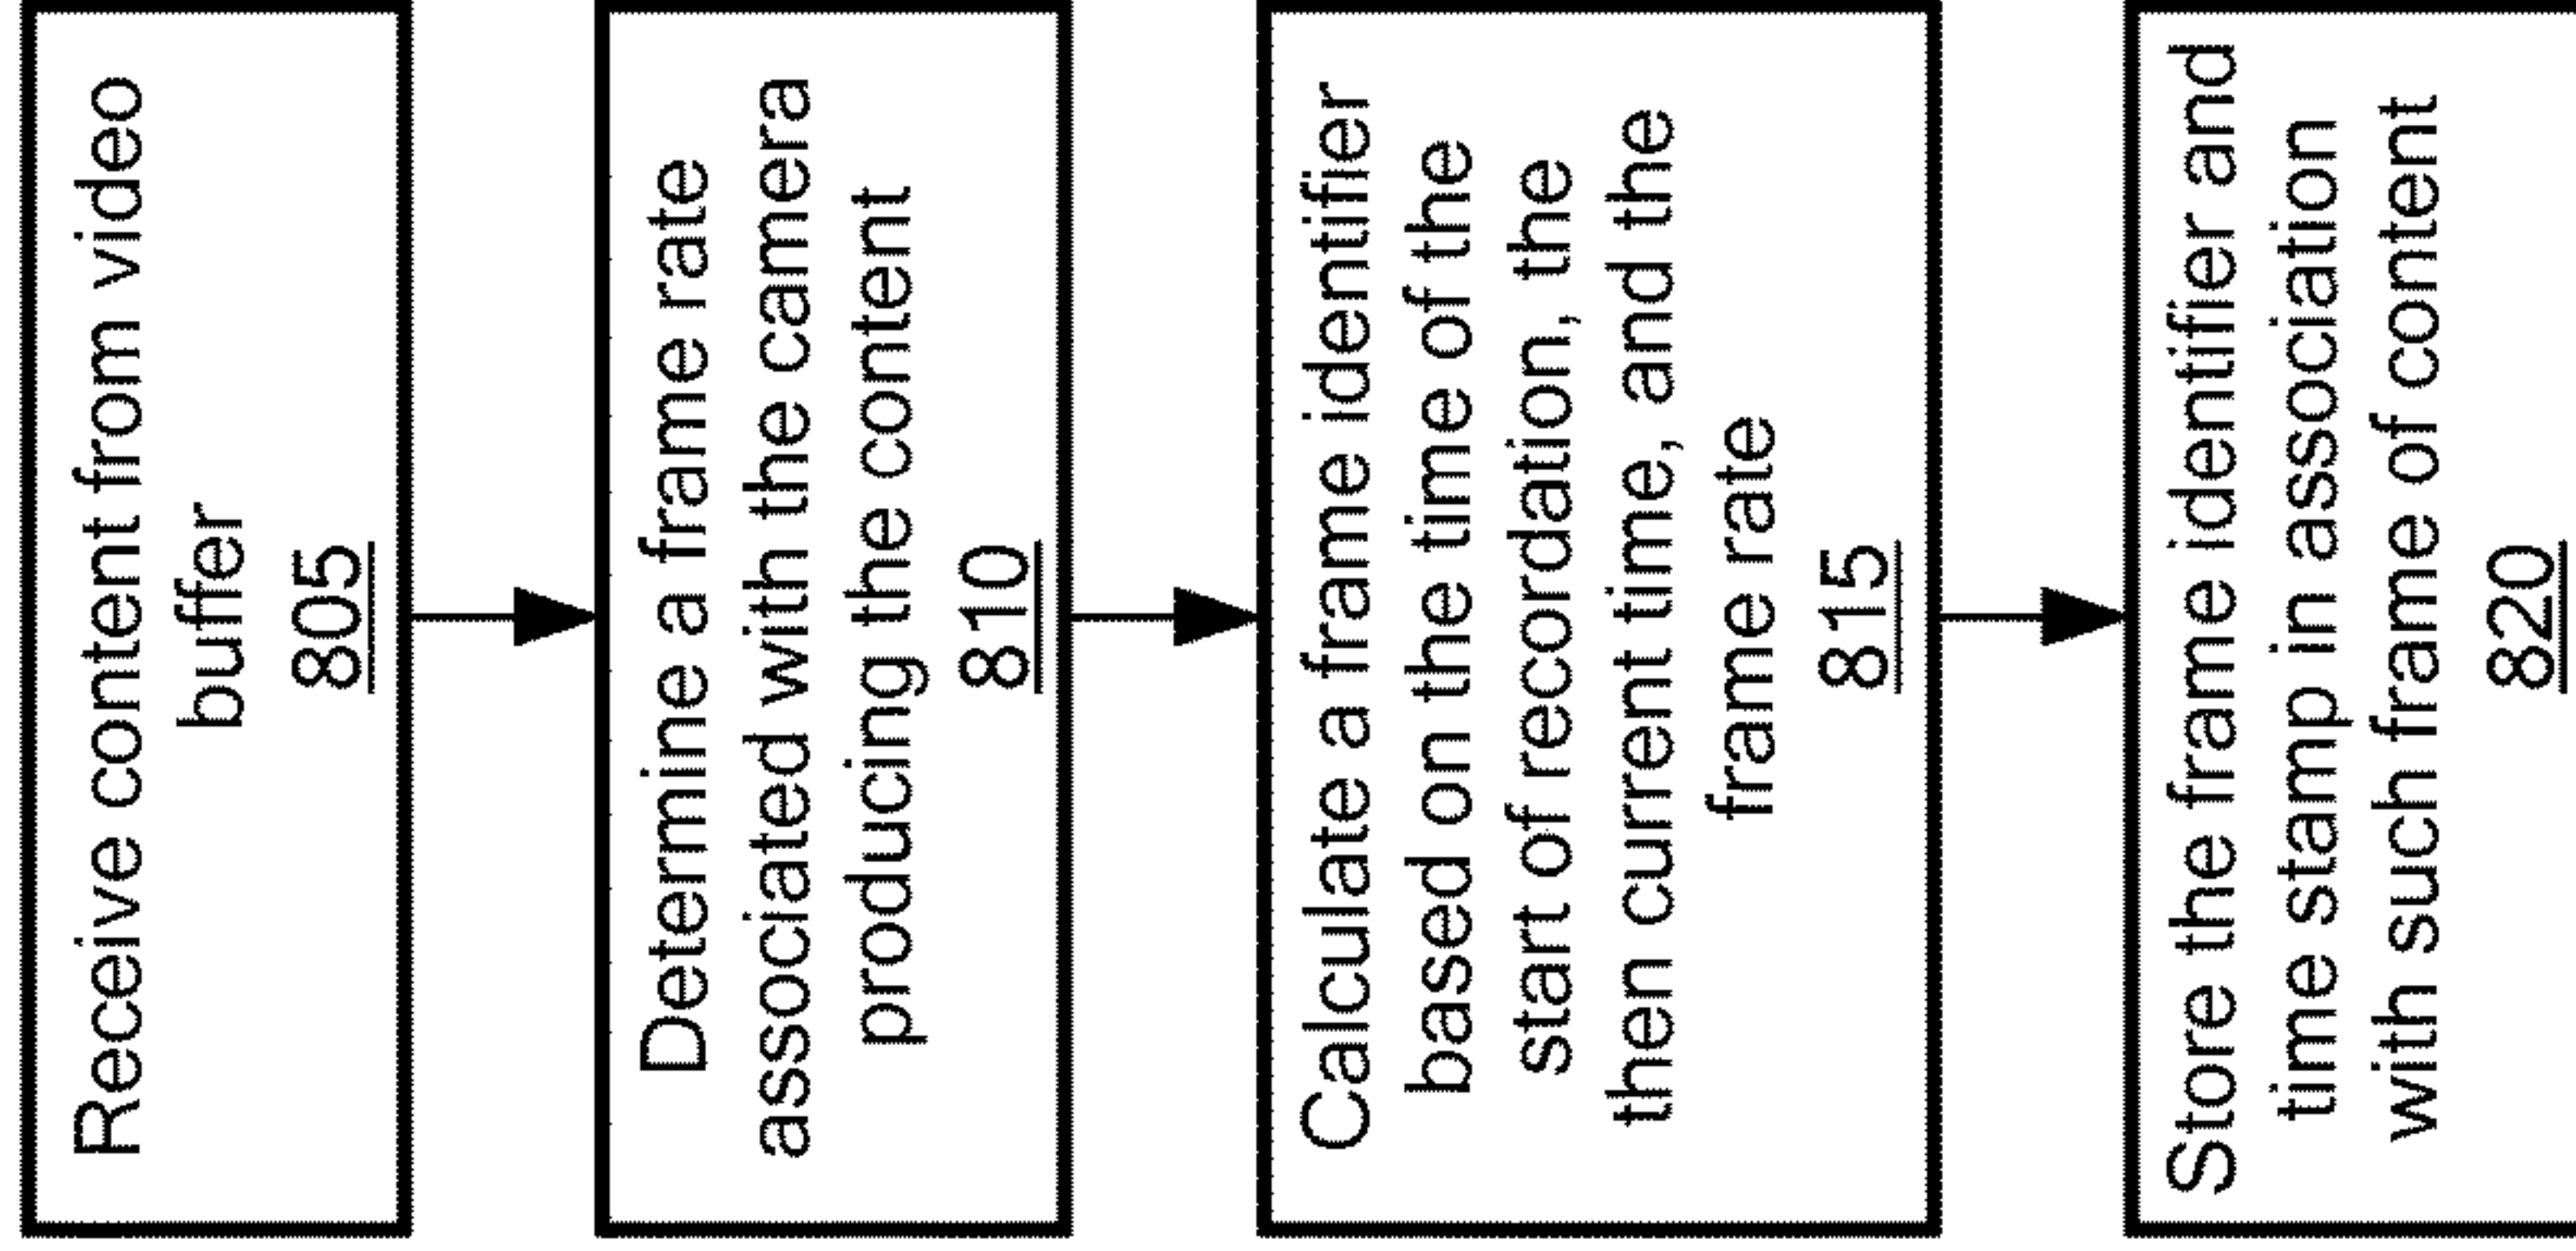 Receive content from video
buffer
805
Determine a frame rate
associated with the camera
producing the content
810
Calculate a frame identifier
based on the time of the
start of recordation, the
then current time, and the
frame rate
815
Store the frame identifier and
time stamp in association
with such frame of content
820